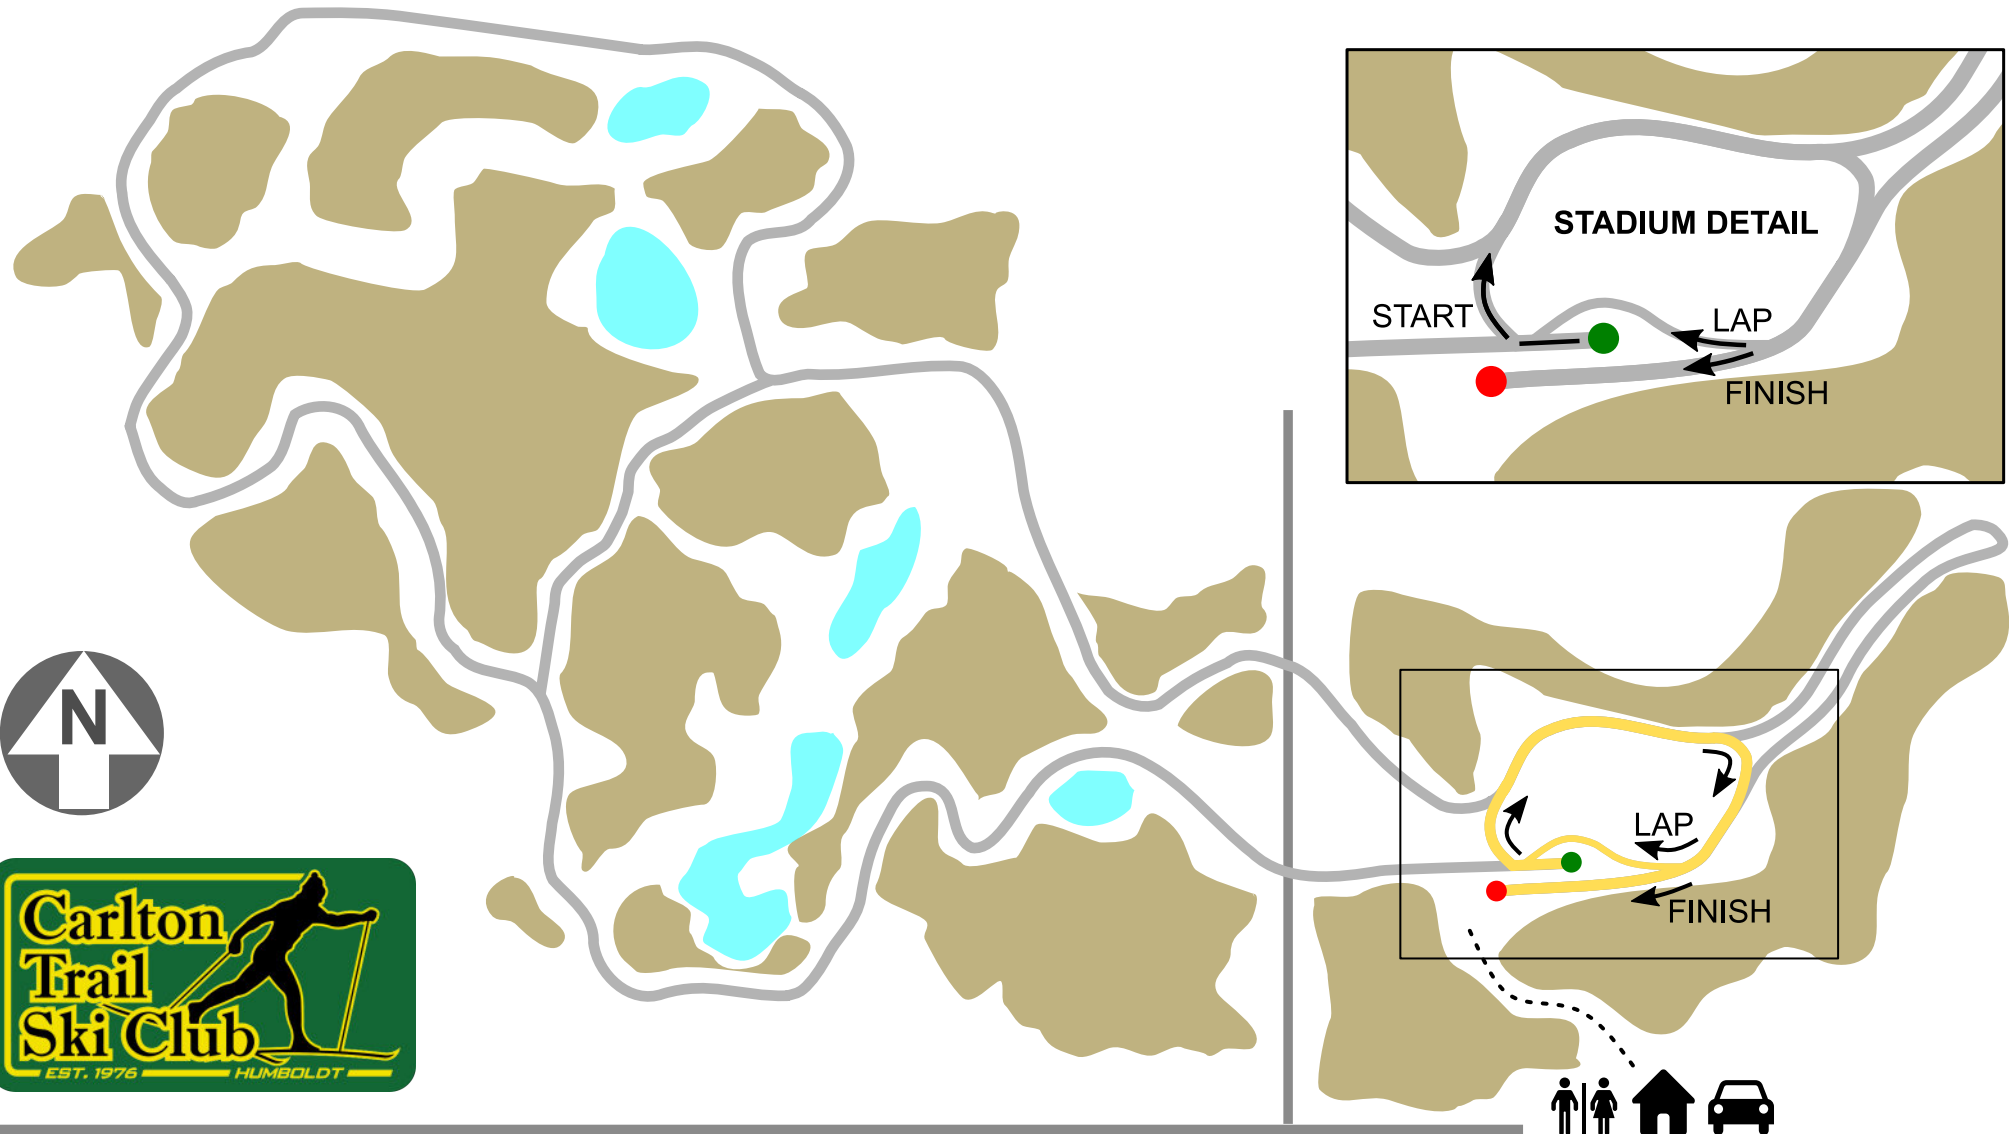 STADIUM DETAIL
START
LAP
FINISH
N
LAP
FINISH
Carlton
Trail
Ski Club
EST. 1976
HUMBOLDT